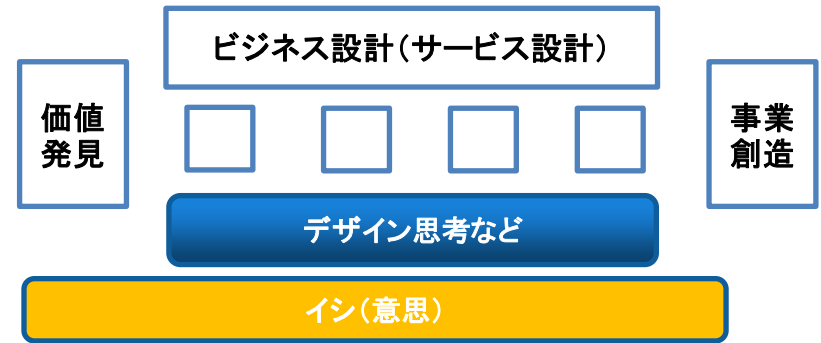 ビジネス設計(サービス設計)
価値
発見
事業
創造
デザイン思考など
イシ(意思)